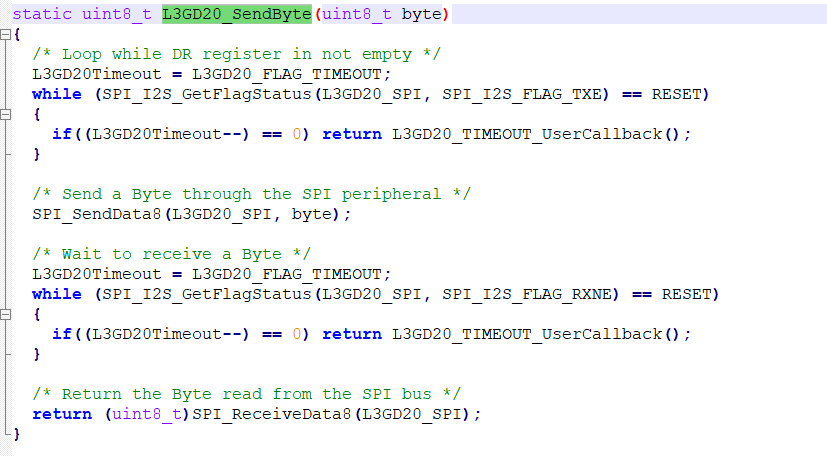 static uint8_t L3GD20_SendByte(uint8_t byte)
{
  /* Loop while DR register in not empty */
  L3GD20Timeout = L3GD20_FLAG_TIMEOUT;
  while (SPI_I2S_GetFlagStatus(L3GD20_SPI, SPI_I2S_FLAG_TXE) == RESET)
  {
    if((L3GD20Timeout--) == 0) return L3GD20_TIMEOUT_UserCallback();
  }

  /* Send a Byte through the SPI peripheral */
  SPI_SendData8(L3GD20_SPI, byte);

  /* Wait to receive a Byte */
  L3GD20Timeout = L3GD20_FLAG_TIMEOUT;
  while (SPI_I2S_GetFlagStatus(L3GD20_SPI, SPI_I2S_FLAG_RXNE) == RESET)
  {
    if((L3GD20Timeout--) == 0) return L3GD20_TIMEOUT_UserCallback();
  }

  /* Return the Byte read from the SPI bus */
  return (uint8_t)SPI_ReceiveData8(L3GD20_SPI);
}